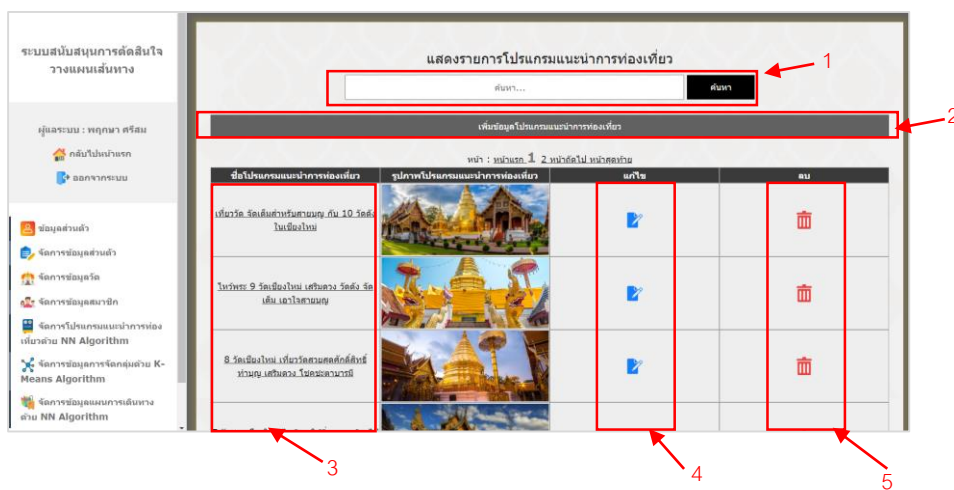 ระบบสนับสนุนการตัดสินใจ
วางแผนเส้นทาง
ผู้แลระบบ : พฤกษา ศรีสม
กลับไปหน้าแรก
ออกจากระบบ
ข้อมูลส่วนตัว
จัดการข้อมูลส่วนตัว
จัดการข้อมูลวัด
จัดการข้อมูลสมาชิก
จัดการโปรแกรมแนะนำการท่อง
เที่ยวด้วย NN Algorithm
จัดการข้อมูลการจัดกลุ่มด้วย K-
Means Algorithm
จัดการข้อมูลแผนการเดินทาง
ด้วย NN Algorithm
แสดงรายการโปรแกรมแนะนำการท่องเที่ยว
1
ค้นหา... ค้นหา
2
เพิ่มข้อมูลโปรแกรมแนะนำการท่องเที่ยว
หน้า : หน้าแรก 1 2 หน้าถัดไป หน้าสุดท้าย
ชื่อโปรแกรมแนะนำการท่องเที่ยว รูปภาพโปรแกรมแนะนำการท่องเที่ยว แก้ไข ลบ
เที่ยววัด จัดเต็มสำหรับสายบุญ กับ 10 วัดดัง
ในเชียงใหม่
ไหว้พระ 9 วัดเชียงใหม่ เสริมดวง วัดดัง จัด
เต็ม เอาใจสายบุญ
8 วัดเชียงใหม่ เที่ยววัดสวยสุดศักดิ์สิทธิ์
ทำบุญ เสริมดวง โชคชะตาบารมี
3
4
5